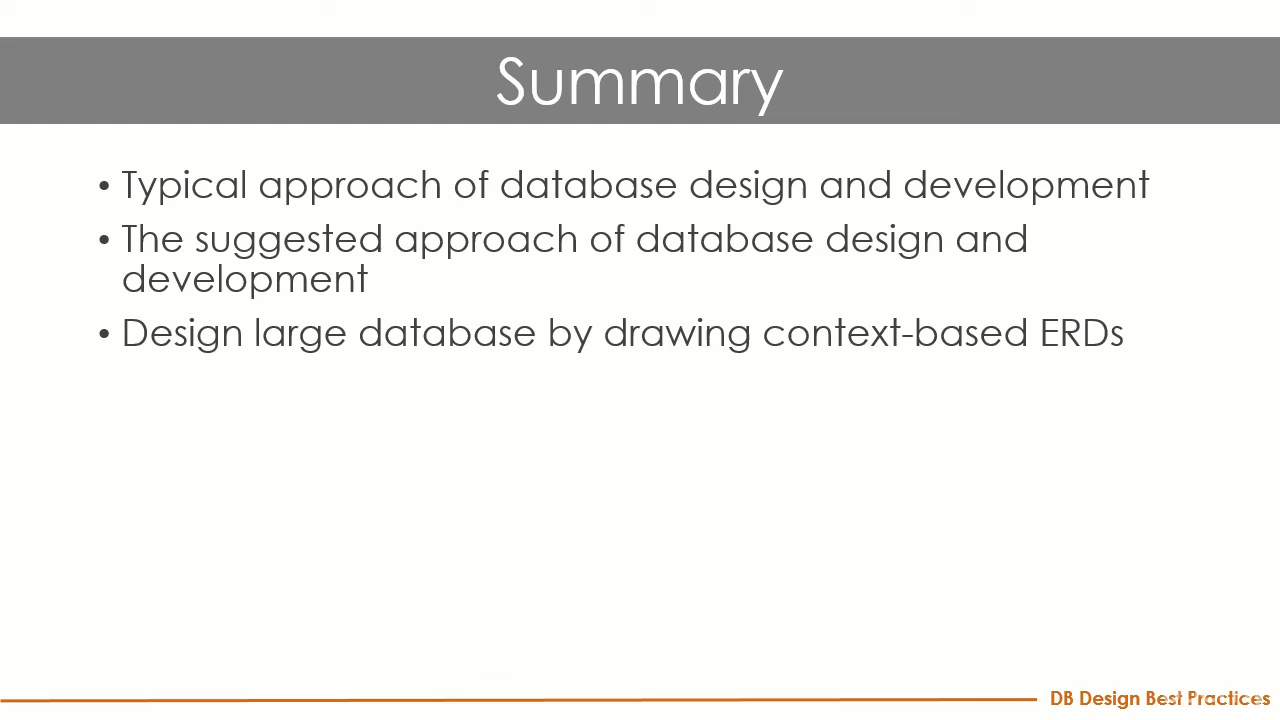 Summary
• Typical approach of database design and development
• The suggested approach of database design and
development
• Design large database by drawing context-based ERDs
DB Design Best Practices